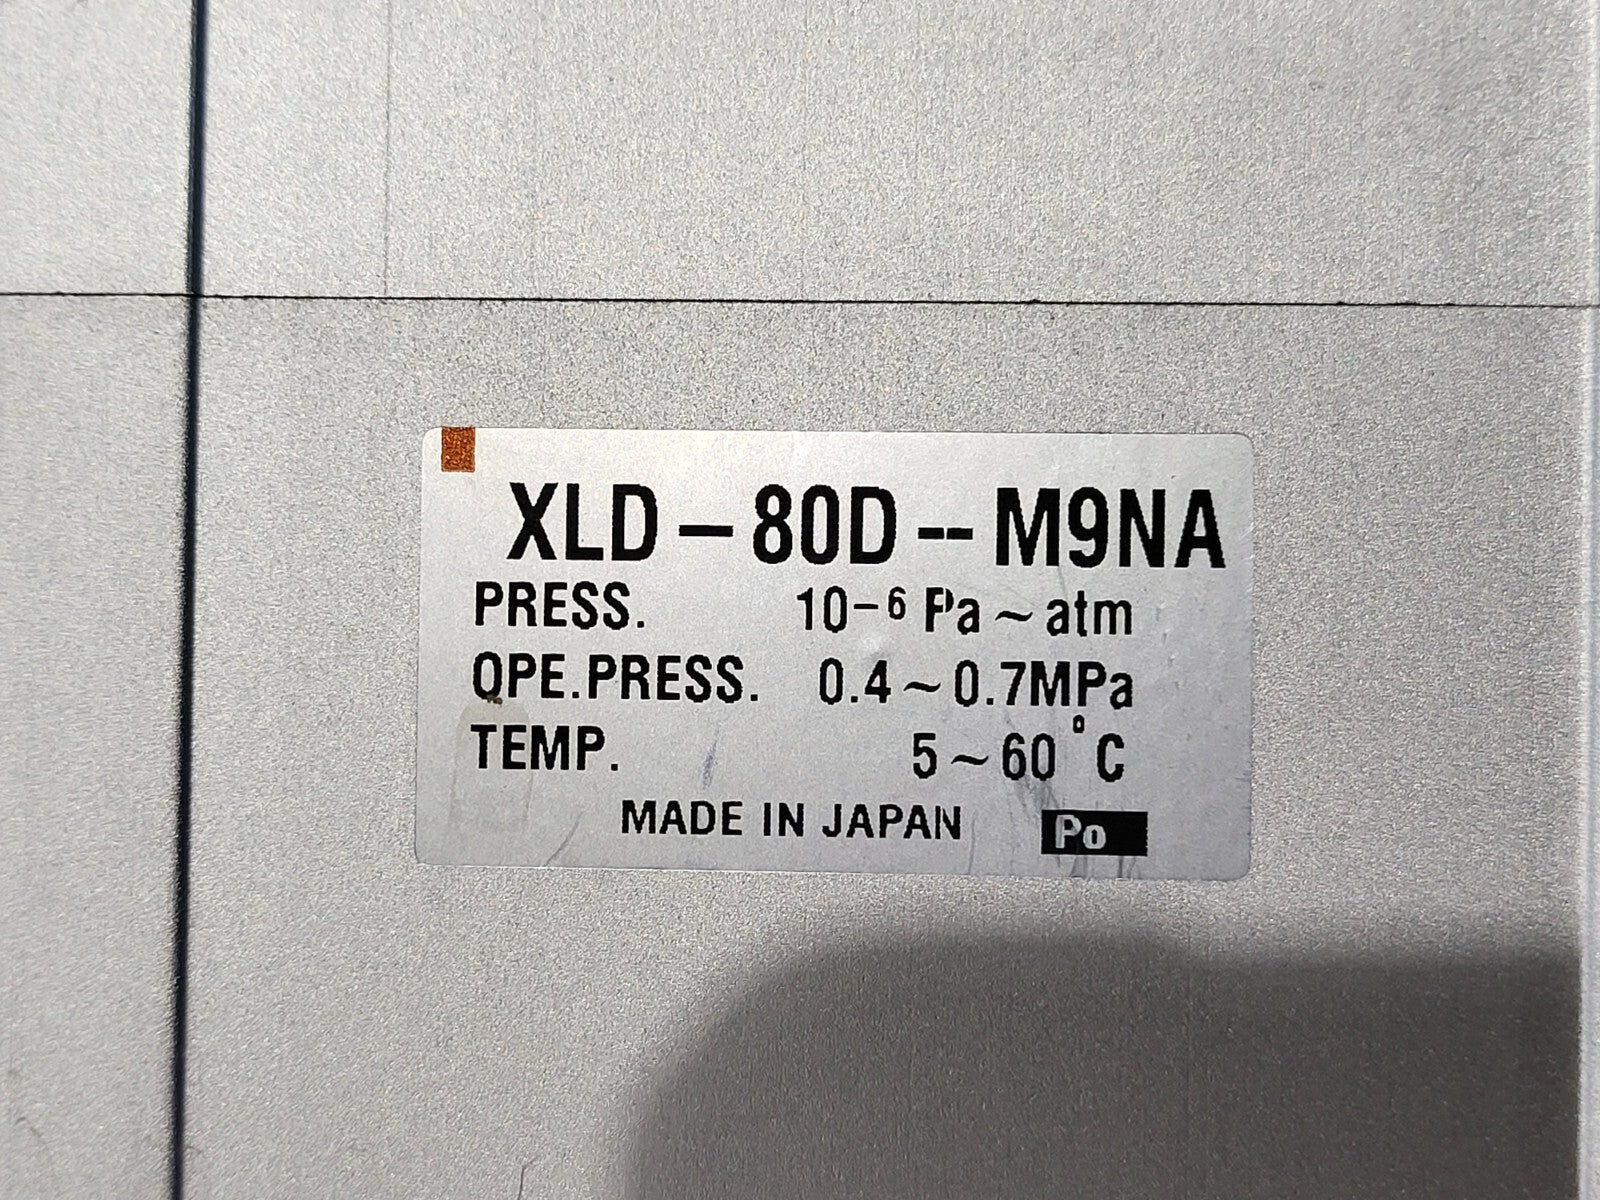 XLD-80D--M9NA
PRESS. 10-6 Pa~atm
OPE.PRESS. 0.4~0.7MPa
TEMP. 5~60°C
MADE IN JAPAN Po